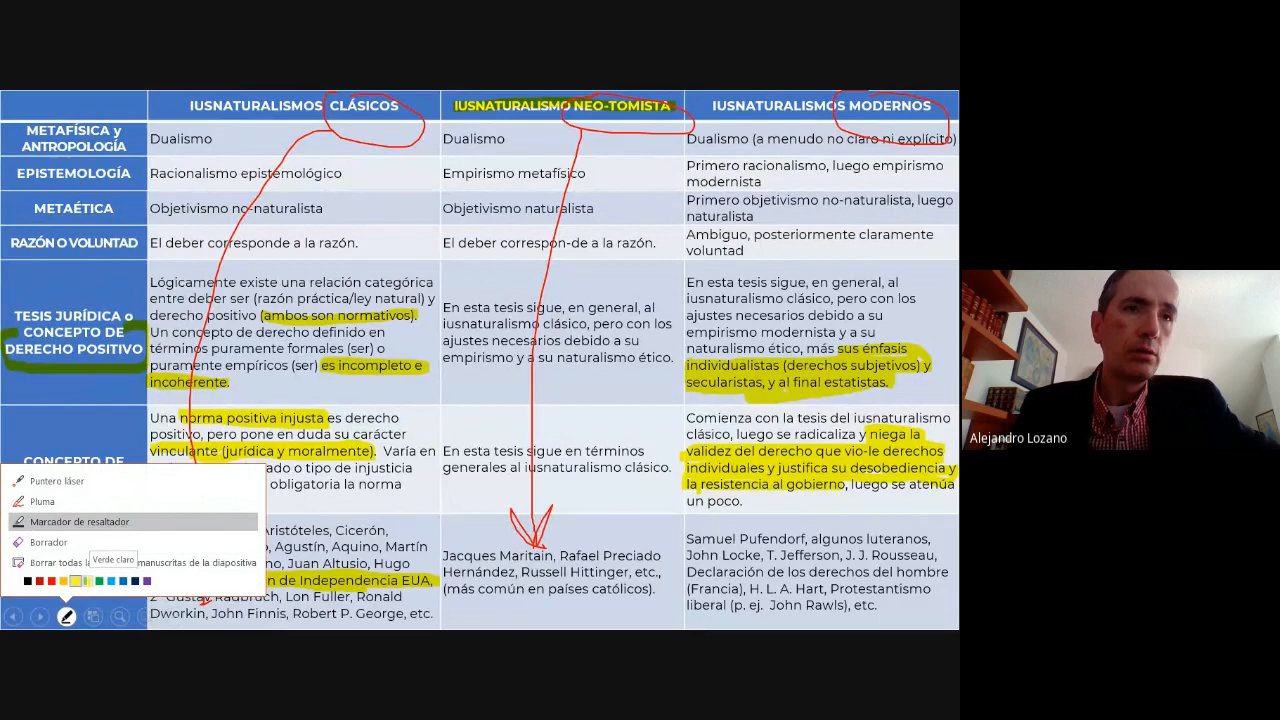 IUSNATURALISMOS CLÁSICOS
IUSNATURALISMO NEO-TOMISTA
IUSNATURALISMOS MODERNOS
METAFÍSICA y
ANTROPOLOGÍA
Dualismo
Dualismo
Dualismo (a menudo no claro ni explícito)
EPISTEMOLOGÍA
Racionalismo epistemológico
Empirismo metafísico
Primero racionalismo, luego empirismo
modernista
METAÉTICA
Objetivismo no-naturalista
Objetivismo naturalista
Primero objetivismo no-naturalista, luego
naturalista
RAZÓN O VOLUNTAD
El deber corresponde a la razón.
El deber correspon-de a la razón.
Ambiguo, posteriormente claramente
voluntad
TESIS JURÍDICA o
CONCEPTO DE
DERECHO POSITIVO
Lógicamente existe una relación categórica
entre deber ser (razón práctica/ley natural) y
derecho positivo (ambos son normativos).
Un concepto de derecho definido en
términos puramente formales (ser) o
puramente empíricos (ser) es incompleto e
incoherente.
En esta tesis sigue, en general, al
iusnaturalismo clásico, pero con los
ajustes necesarios debido a su
empirismo y a su naturalismo ético.
En esta tesis sigue, en general, al
iusnaturalismo clásico, pero con los
ajustes necesarios debido a su
empirismo modernista y a su
naturalismo ético, más sus énfasis
individualistas (derechos subjetivos) y
secularistas, y al final estatistas.
CONCEPTO DE
Una norma positiva injusta es derecho
positivo, pero pone en duda su carácter
vinculante (jurídica y moralmente). Varía en
ado o tipo de injusticia
obligatoria la norma
En esta tesis sigue en términos
generales al iusnaturalismo clásico.
Comienza con la tesis del iusnaturalismo
clásico, luego se radicaliza y niega la
validez del derecho que vio-le derechos
individuales y justifica su desobediencia y
la resistencia al gobierno, luego se atenúa
un poco.
Aristóteles, Cicerón,
Agustín, Aquino, Martín
no, Juan Altusio, Hugo
n de Independencia EUA,
Gustav Radbruch, Lon Fuller, Ronald
Dworkin, John Finnis, Robert P. George, etc.
Jacques Maritain, Rafael Preciado
Hernández, Russell Hittinger, etc.,
(más común en países católicos).
Samuel Pufendorf, algunos luteranos,
John Locke, T. Jefferson, J. J. Rousseau,
Declaración de los derechos del hombre
(Francia), H. L. A. Hart, Protestantismo
liberal (p. ej. John Rawls), etc.
Puntero láser
Pluma
Marcador de resaltador
Borrador
Borrar todas la manuscritas de la diapositiva
Verde claro
Alejandro Lozano